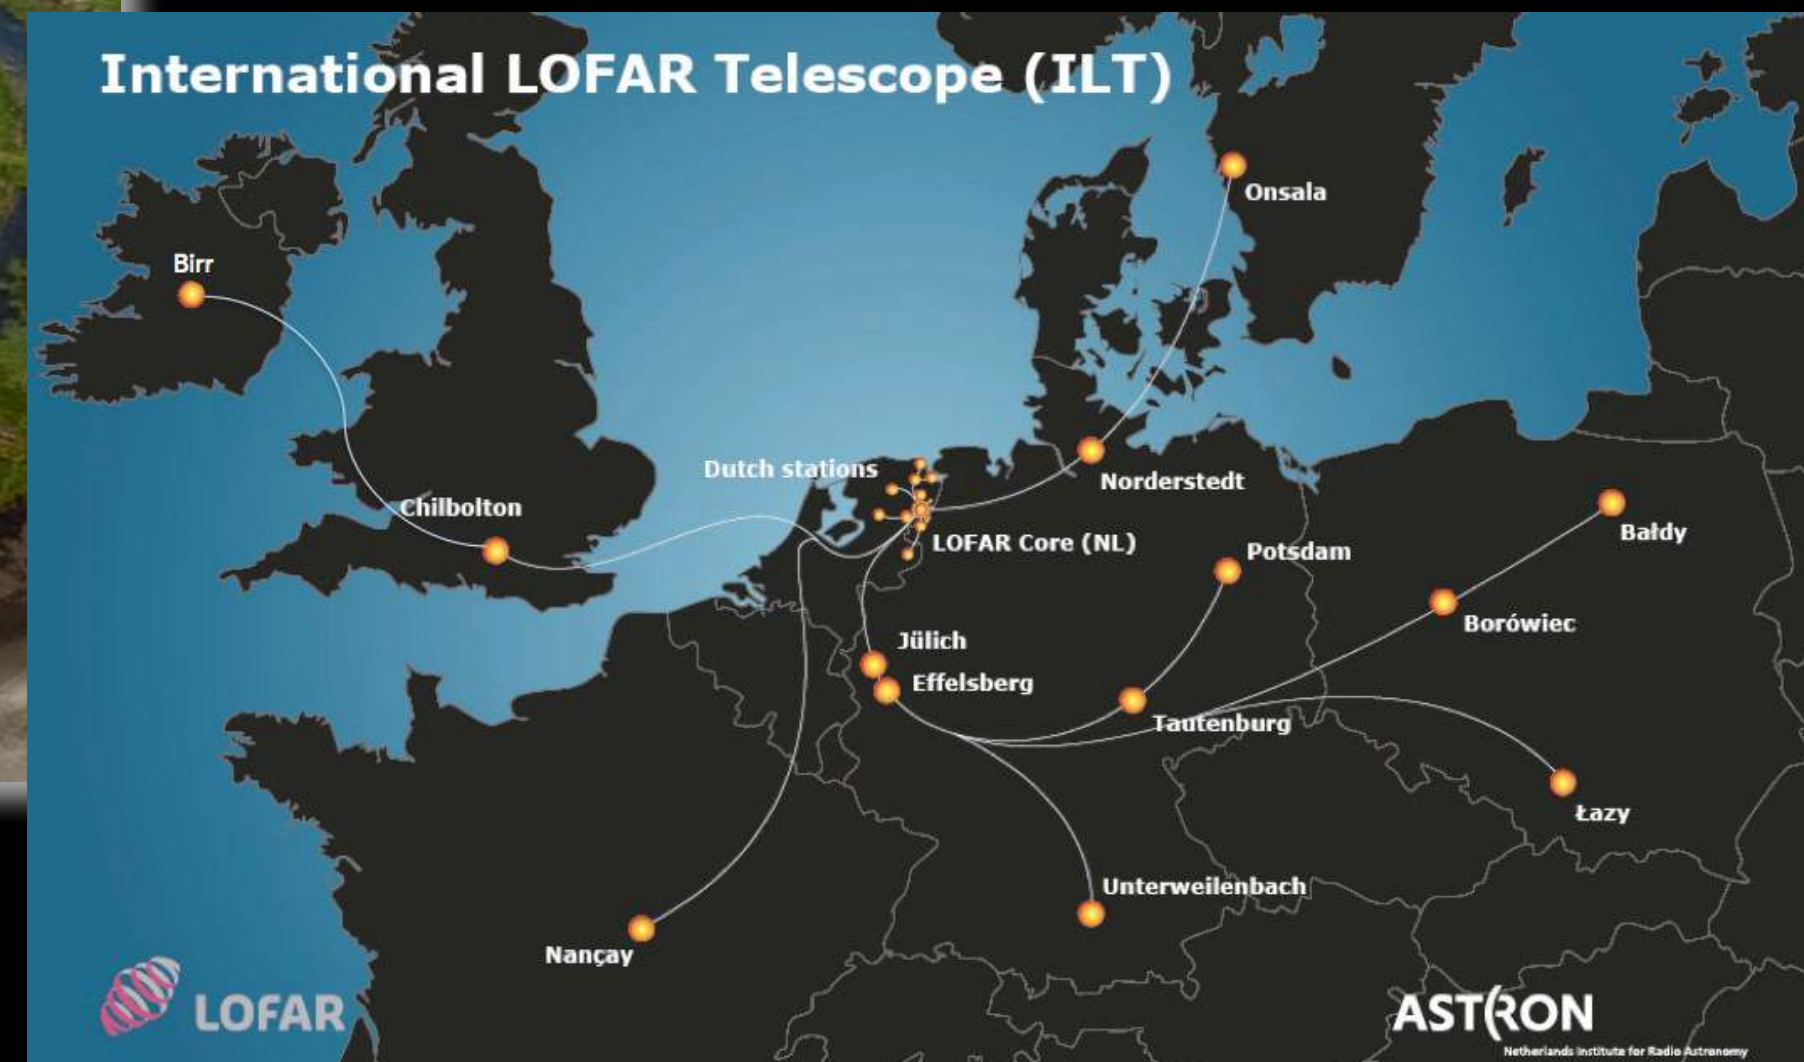 International LOFAR Telescope (ILT)
Onsala
Birr
Dutch stations
Norderstedt
Chilbolton
Bałdy
LOFAR Core (NL)
Potsdam
Borówiec
Jülich
Effelsberg
Tautenburg
Łazy
Unterweilenbach
Nançay
LOFAR
ASTRON
Netherlands Institute for Radio Astronomy